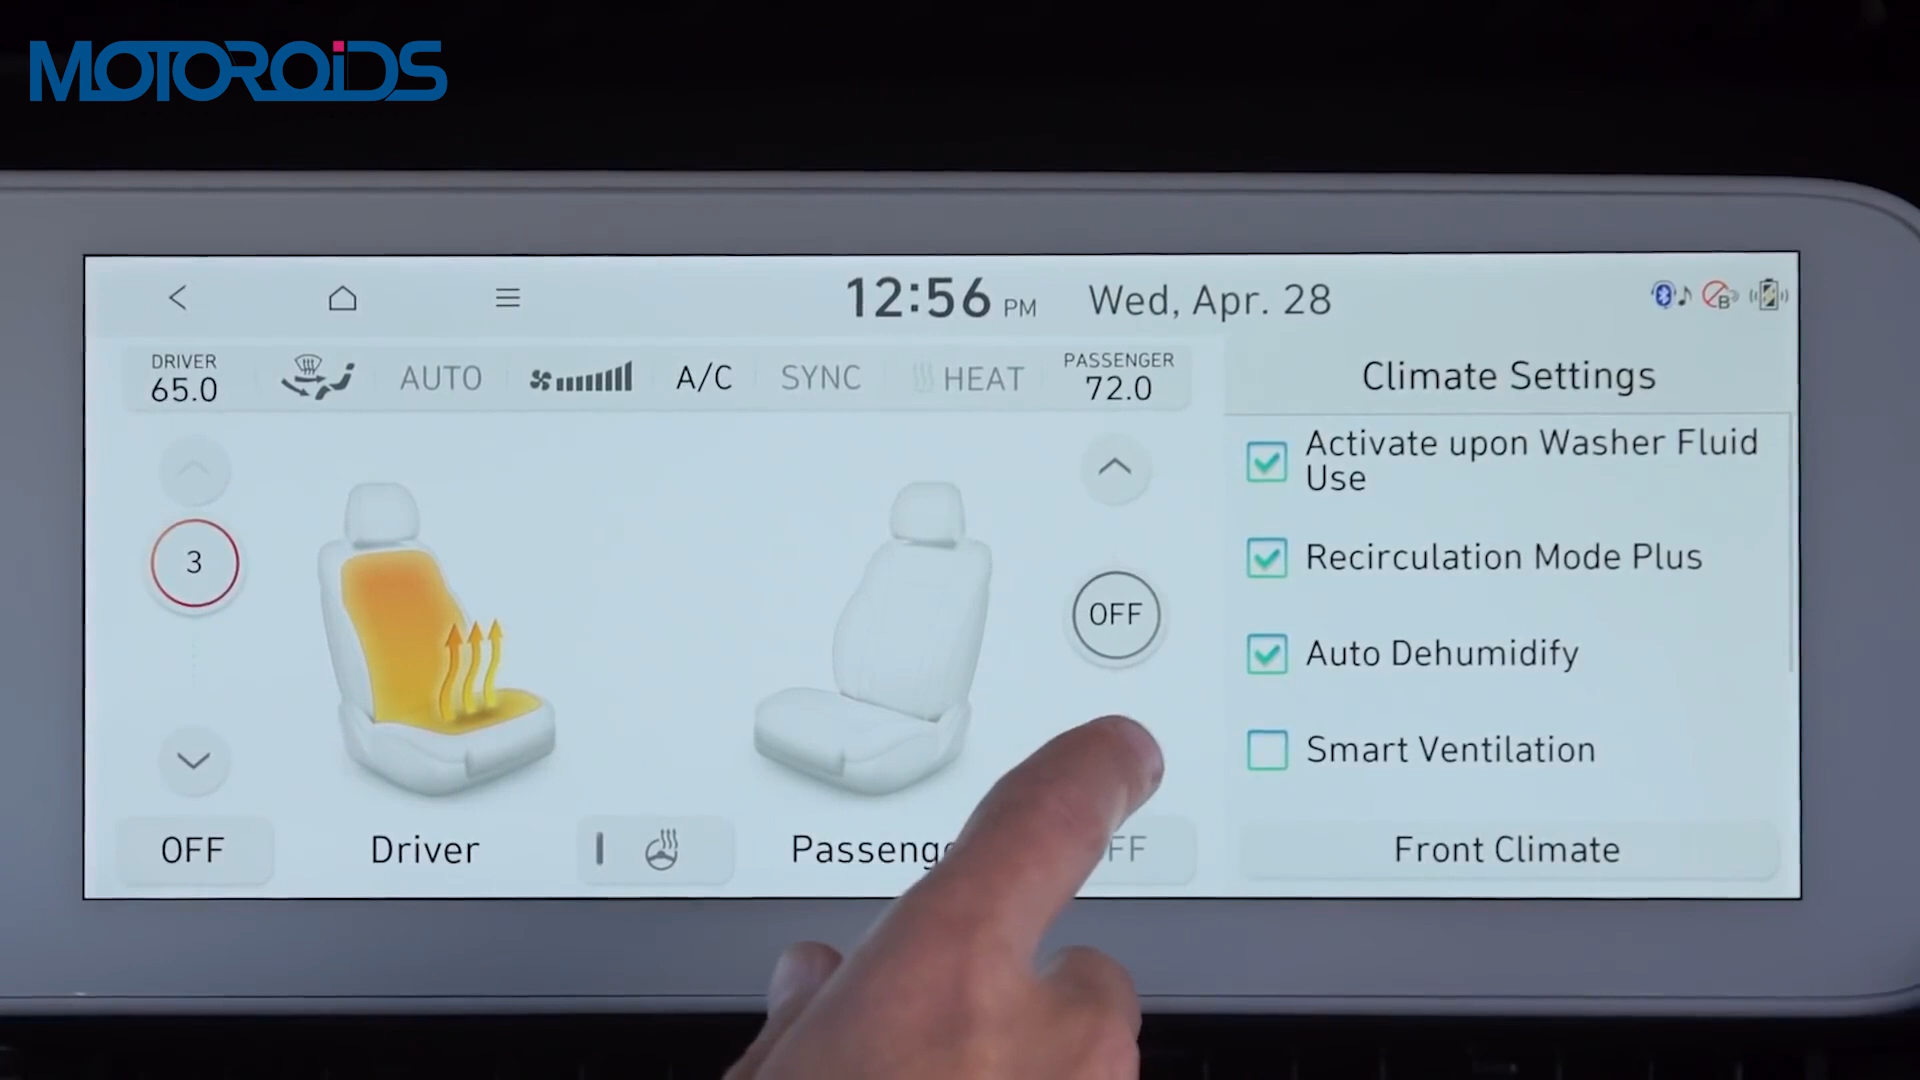 MOTOROiDS
12:56 PM Wed, Apr. 28
DRIVER
65.0
AUTO
A/C
SYNC
HEAT
PASSENGER
72.0
3
OFF
Driver
OFF
Climate Settings
Activate upon Washer Fluid
Use
Recirculation Mode Plus
Auto Dehumidify
Smart Ventilation
Front Climate